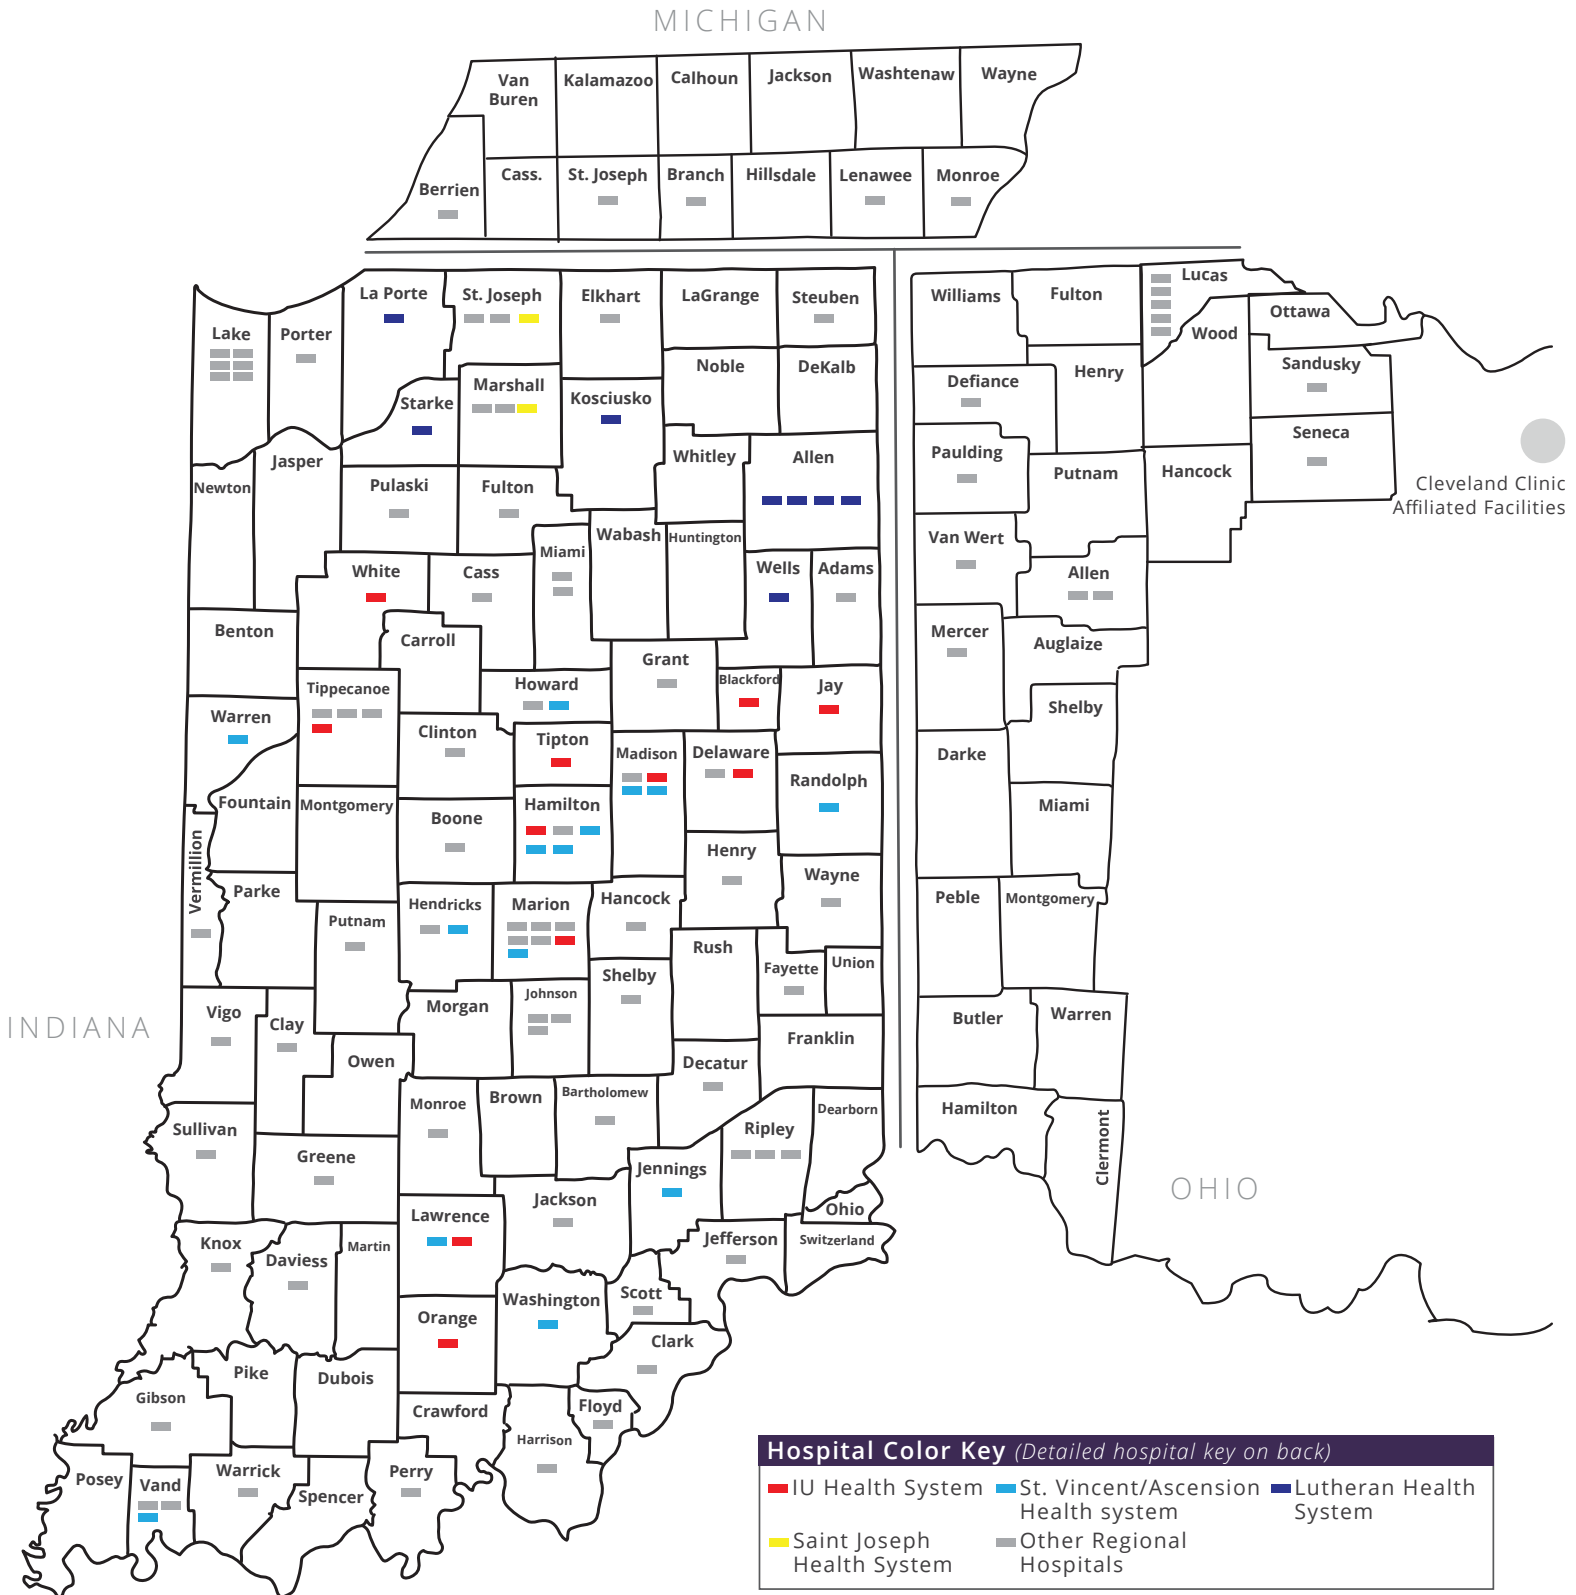 MICHIGAN
Van
Buren
Kalamazoo
Calhoun
Jackson
Washtenaw
Wayne
Berrien
Cass.
St. Joseph
Branch
Hillsdale
Lenawee
Monroe
La Porte
St. Joseph
Elkhart
LaGrange
Steuben
Lake
Porter
Noble
DeKalb
Starke
Marshall
Kosciusko
Jasper
Newton
Pulaski
Fulton
Whitley
Allen
Wabash
Huntington
Miami
White
Cass
Wells
Adams
Benton
Carroll
Grant
Tippecanoe
Howard
Blackford
Jay
Warren
Clinton
Tipton
Madison
Delaware
Randolph
Fountain
Montgomery
Boone
Hamilton
Vermillion
Henry
Wayne
Parke
Putnam
Hendricks
Marion
Hancock
Rush
Fayette
Union
Shelby
Johnson
Morgan
Vigo
Clay
INDIANA
Owen
Franklin
Decatur
Monroe
Brown
Bartholomew
Dearborn
Sullivan
Greene
Ripley
Jennings
Jackson
Lawrence
Ohio
Knox
Daviess
Martin
Jefferson
Switzerland
Washington
Scott
Orange
Clark
Pike
Dubois
Gibson
Crawford
Floyd
Harrison
Posey
Vand
Warrick
Spencer
Perry
Williams
Fulton
Lucas
Ottawa
Wood
Defiance
Henry
Sandusky
Seneca
Paulding
Putnam
Hancock
Cleveland Clinic
Affiliated Facilities
Van Wert
Allen
Mercer
Auglaize
Shelby
Darke
Miami
Peble
Montgomery
Butler
Warren
Hamilton
Clermont
OHIO
Hospital Color Key (Detailed hospital key on back)
IU Health System
St. Vincent/Ascension
Health system
Lutheran Health
System
Saint Joseph
Health System
Other Regional
Hospitals